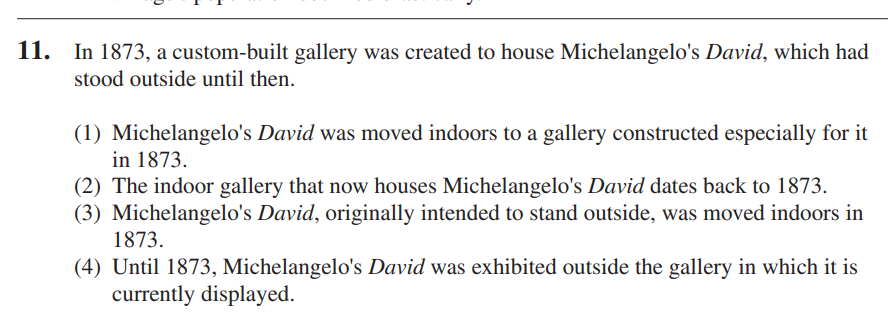 11. In 1873, a custom-built gallery was created to house Michelangelo's David, which had
stood outside until then.
(1) Michelangelo's David was moved indoors to a gallery constructed especially for it
in 1873.
(2) The indoor gallery that now houses Michelangelo's David dates back to 1873.
(3) Michelangelo's David, originally intended to stand outside, was moved indoors in
1873.
(4) Until 1873, Michelangelo's David was exhibited outside the gallery in which it is
currently displayed.